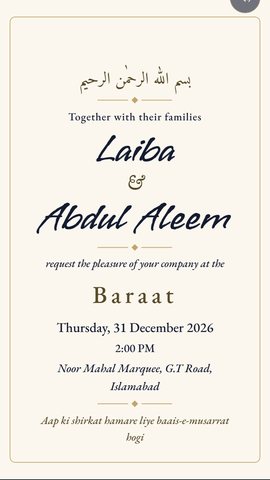 بسم الله الرحمٰن الرحيم
Together with their families
Laiba
&
Abdul Aleem
request the pleasure of your company at the
Baraat
Thursday, 31 December 2026
2:00 PM
Noor Mahal Marquee, G.T Road,
Islamabad
Aap ki shirkat hamare liye baais-e-musarrat
hogi